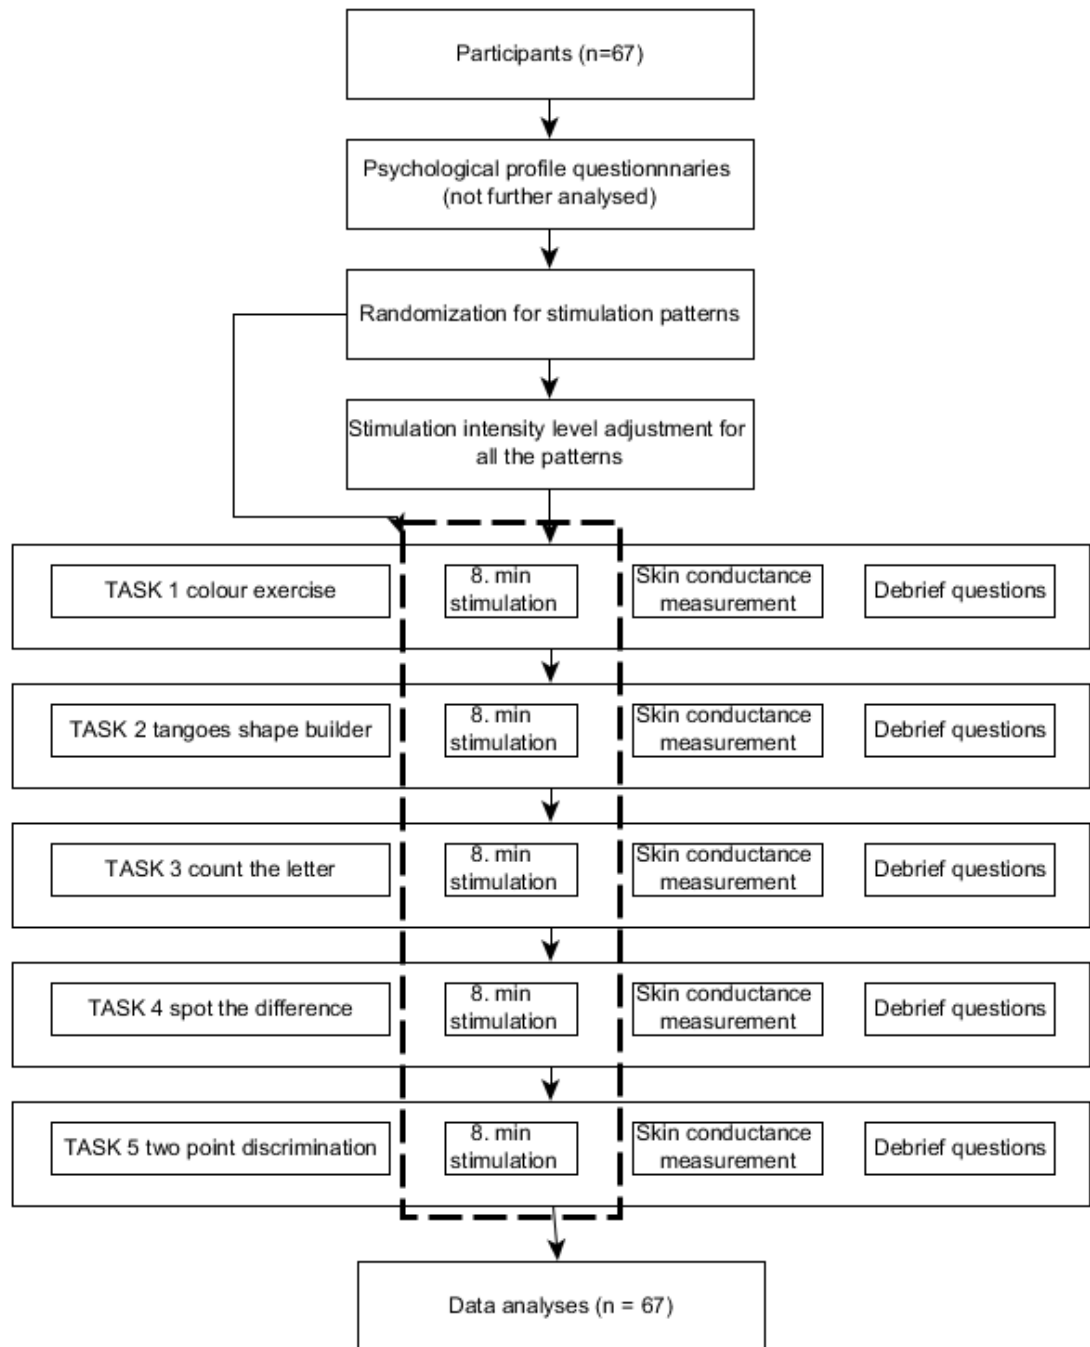 Participants (n=67)
Psychological profile questionnnaries
(not further analysed)
Randomization for stimulation patterns
Stimulation intensity level adjustment for
all the patterns
TASK 1 colour exercise
8. min
stimulation
Skin conductance
measurement
Debrief questions
TASK 2 tangoes shape builder
8. min
stimulation
Skin conductance
measurement
Debrief questions
TASK 3 count the letter
8. min
stimulation
Skin conductance
measurement
Debrief questions
TASK 4 spot the difference
8. min
stimulation
Skin conductance
measurement
Debrief questions
TASK 5 two point discrimination
8. min
stimulation
Skin conductance
measurement
Debrief questions
Data analyses (n = 67)